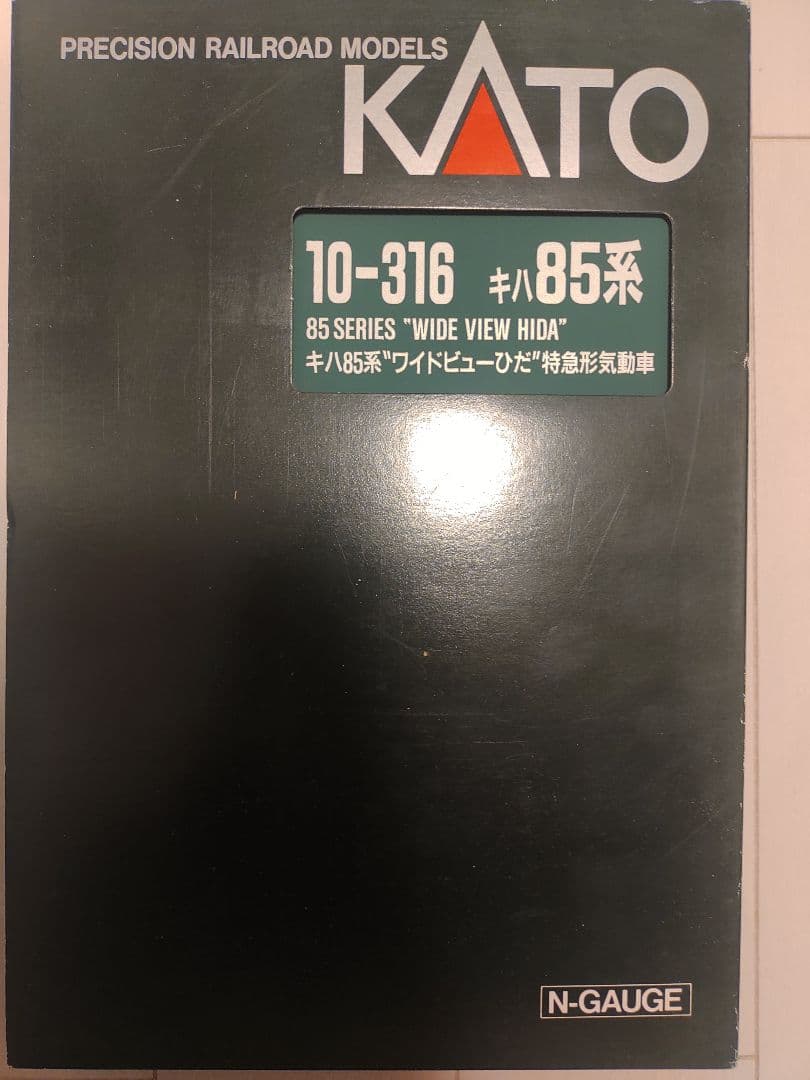 PRECISION RAILROAD MODELS
KATO
10-316 キハ85系
85 SERIES "WIDE VIEW HIDA"
キハ85系"ワイドビューひだ"特急形気動車
N-GAUGE